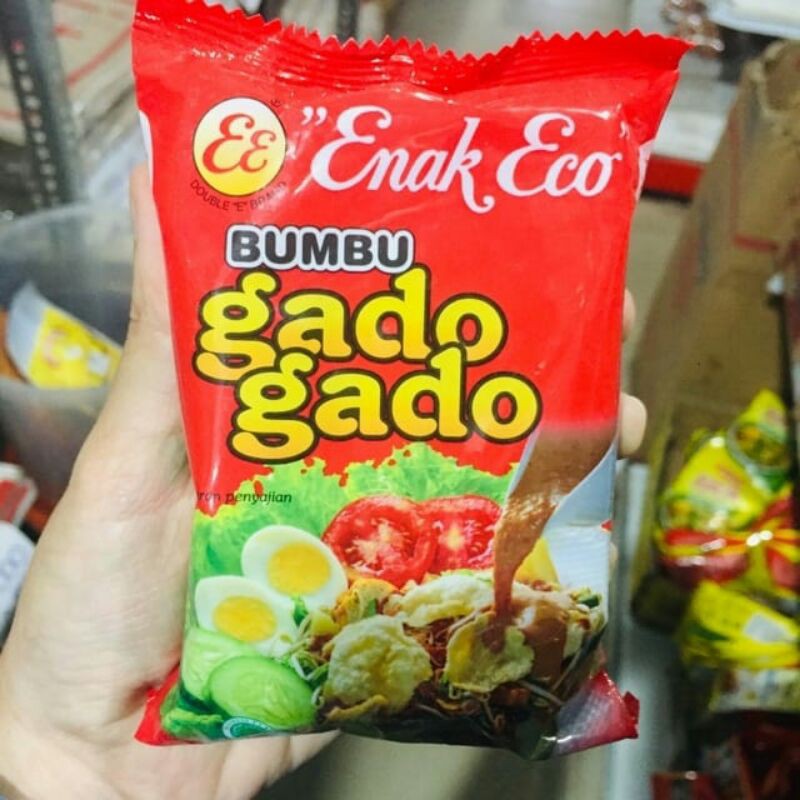 Ee
DOUBLE "E" BRAND
"Enak Eco"
BUMBU
gado
gado
penyajian